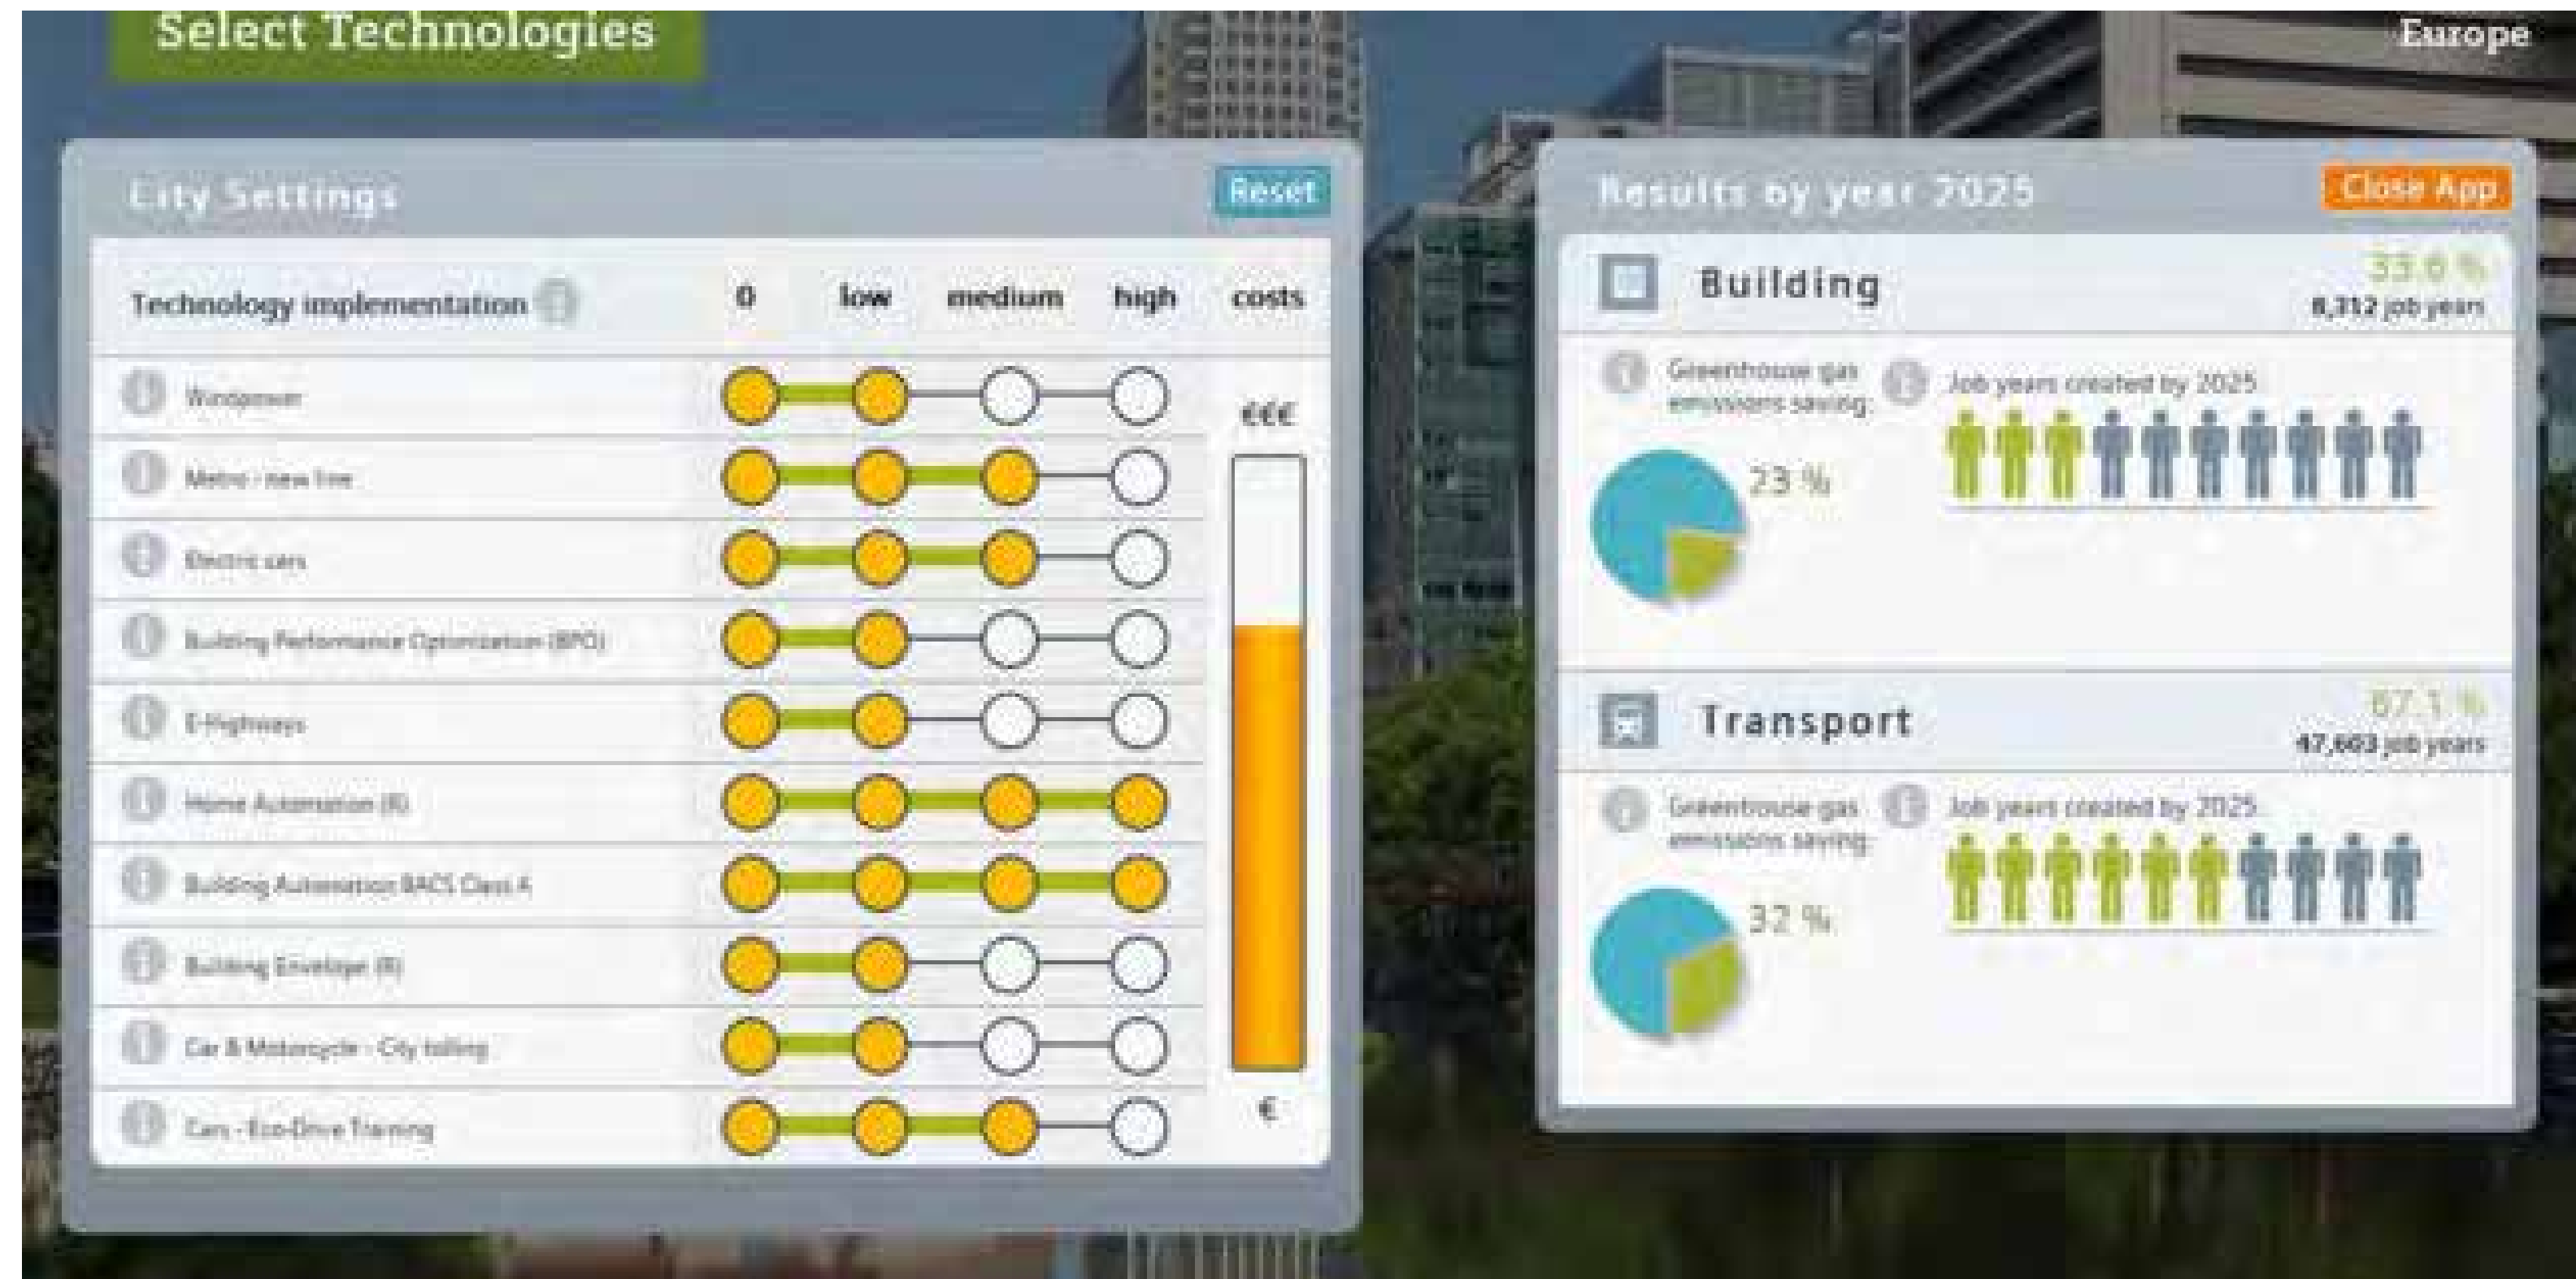 Select Technologies
Europe
City Settings
Reset
Technology implementation
0 low medium high costs
Windpower
€€€
Metro - new line
Electric cars
Building Performance Optimization (BPO)
E-Highways
Home Automation (R)
Building Automation BACS Class A
Building Envelope (R)
Car & Motorcycle - City tolling
Cars - Eco-Drive Training
€
Results by year 2025
Close App
Building
8,312 job years
Greenhouse gas
emissions saving:
Job years created by 2025
23 %
Transport
67.1 %
47,603 job years
Greenhouse gas
emissions saving:
Job years created by 2025
32 %